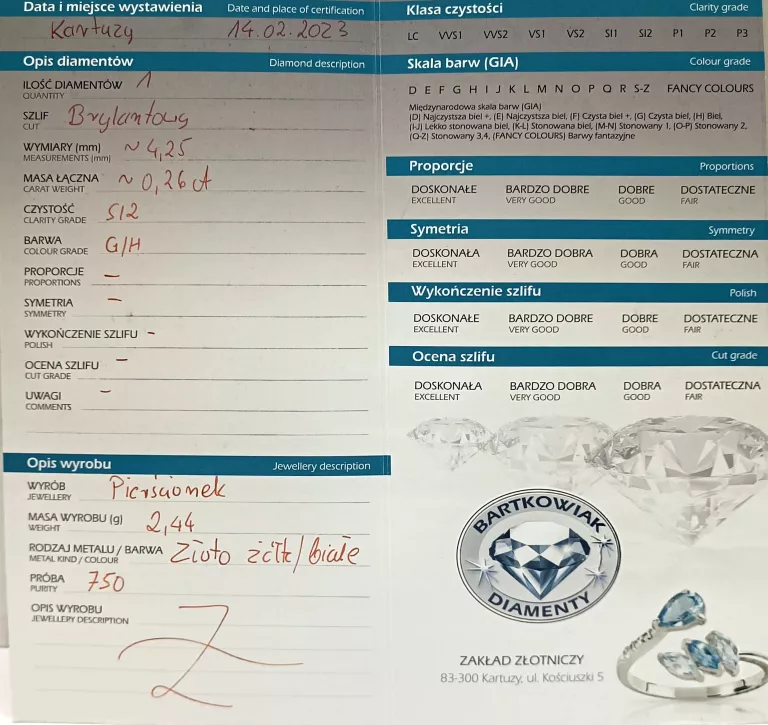 Data i miejsce wystawienia Date and place of certification
Kartuzy 14.02.2023
Opis diamentów Diamond description
ILOŚĆ DIAMENTÓW 1
QUANTITY
SZLIF Brylantowy
CUT
WYMIARY (mm) ~ 4,25
MEASUREMENTS (mm)
MASA ŁĄCZNA ~ 0,26 ct
CARAT WEIGHT
CZYSTOŚĆ SI2
CLARITY GRADE
BARWA G/H
COLOUR GRADE
PROPORCJE –
PROPORTIONS
SYMETRIA –
SYMMETRY
WYKOŃCZENIE SZLIFU -
POLISH
OCENA SZLIFU –
CUT GRADE
UWAGI –
COMMENTS
Opis wyrobu Jewellery description
WYRÓB Pierścionek
JEWELLERY
MASA WYROBU (g) 2,44
WEIGHT
RODZAJ METALU / BARWA Złoto żółte/białe
METAL KIND / COLOUR
PRÓBA 750
PURITY
OPIS WYROBU
JEWELLERY DESCRIPTION
Klasa czystości Clarity grade
LC VVS1 VVS2 VS1 VS2 SI1 SI2 P1 P2 P3
Skala barw (GIA) Colour grade
D E F G H I J K L M N O P Q R S-Z FANCY COLOURS
Międzynarodowa skala barw (GIA)
(D) Najczystsza biel +, (E) Najczystsza biel, (F) Czysta biel +, (G) Czysta biel, (H) Biel,
(I-J) Lekko stonowana biel, (K-L) Stonowana biel, (M-N) Stonowany 1, (O-P) Stonowany 2,
(Q-Z) Stonowany 3,4, (FANCY COLOURS) Barwy fantazyjne
Proporcje Proportions
DOSKONAŁE BARDZO DOBRE DOBRE DOSTATECZNE
EXCELLENT VERY GOOD GOOD FAIR
Symetria Symmetry
DOSKONAŁA BARDZO DOBRA DOBRA DOSTATECZNA
EXCELLENT VERY GOOD GOOD FAIR
Wykończenie szlifu Polish
DOSKONAŁE BARDZO DOBRE DOBRE DOSTATECZNE
EXCELLENT VERY GOOD GOOD FAIR
Ocena szlifu Cut grade
DOSKONAŁA BARDZO DOBRA DOBRA DOSTATECZNA
EXCELLENT VERY GOOD GOOD FAIR
BARTKOWIAK
DIAMENTY
ZAKŁAD ZŁOTNICZY
83-300 Kartuzy, ul. Kościuszki 5